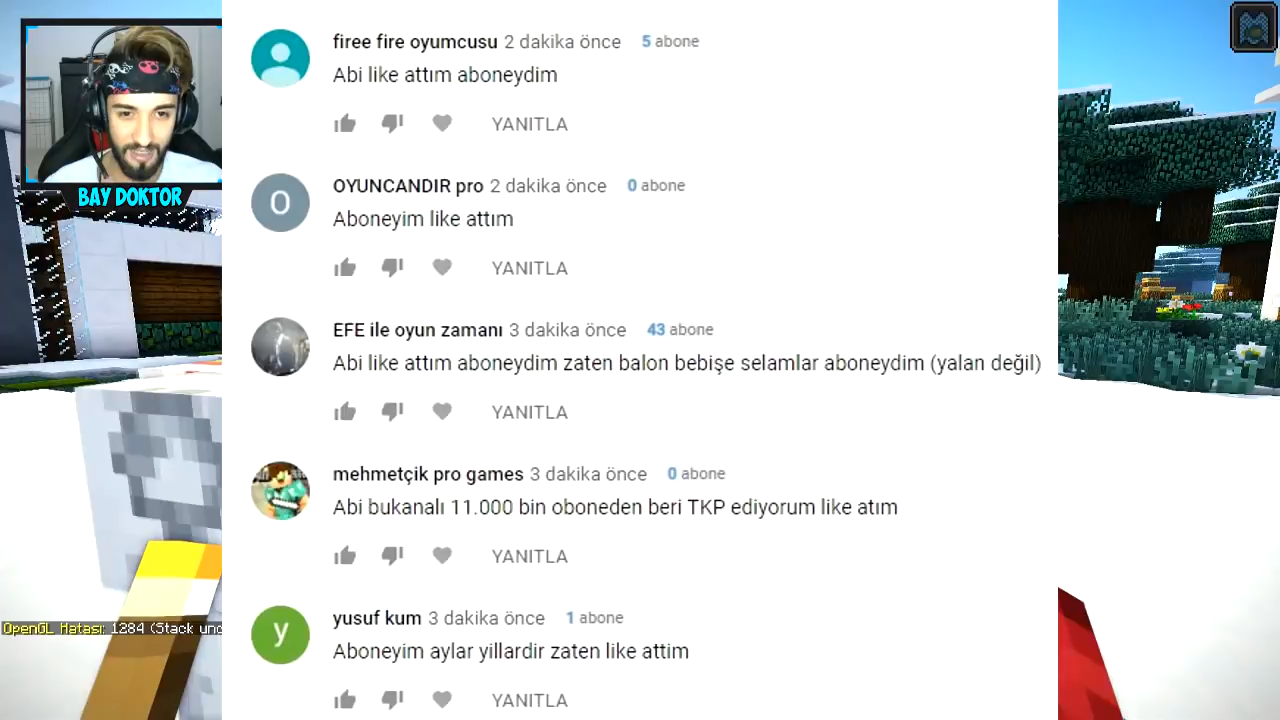 BAY DOKTOR
firee fire oyumcusu 2 dakika önce 5 abone
Abi like attım aboneydim
YANITLA
O
OYUNCANDIR pro 2 dakika önce 0 abone
Aboneyim like attım
YANITLA
EFE ile oyun zamanı 3 dakika önce 43 abone
Abi like attım aboneydim zaten balon bebişe selamlar aboneydim (yalan değil)
YANITLA
mehmetçik pro games 3 dakika önce 0 abone
Abi bukanalı 11.000 bin oboneden beri TKP ediyorum like atım
YANITLA
OpenGL Hatası: 1284 (Stack
y
yusuf kum 3 dakika önce 1 abone
Aboneyim aylar yillardir zaten like attim
YANITLA